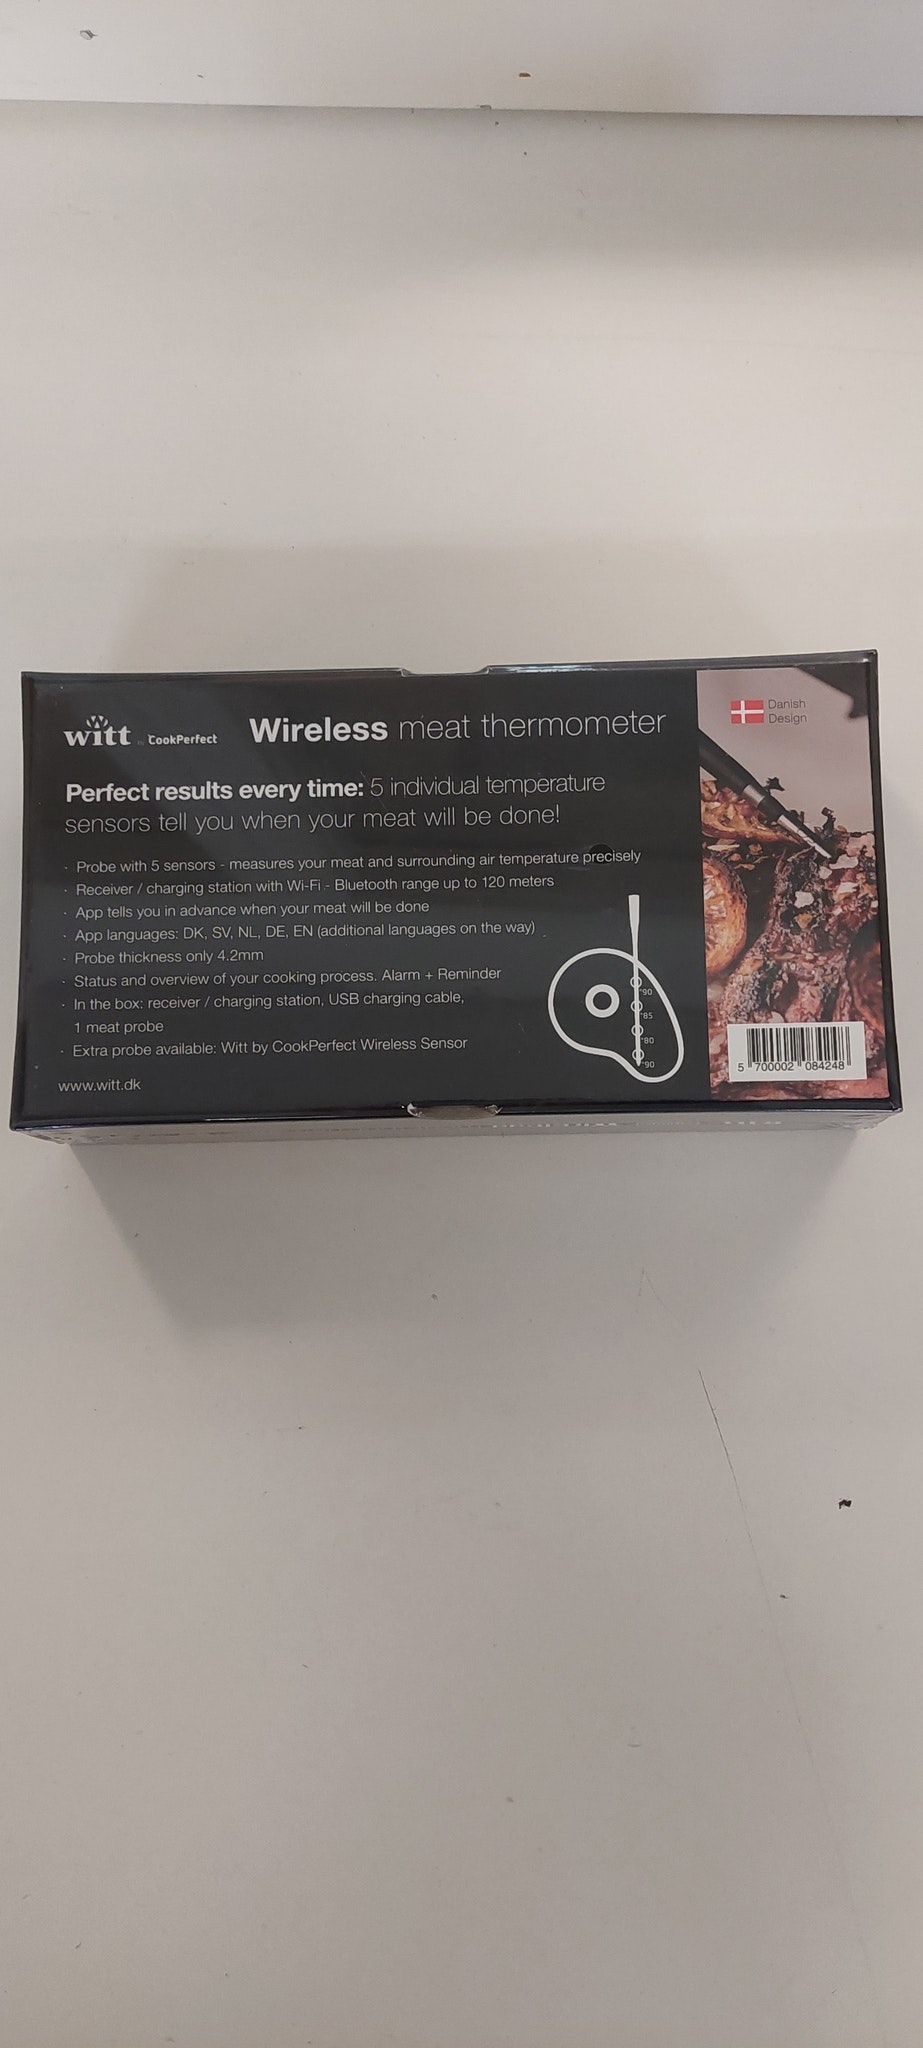 witt by CookPerfect
Wireless meat thermometer
Danish
Design
Perfect results every time: 5 individual temperature
sensors tell you when your meat will be done!
· Probe with 5 sensors - measures your meat and surrounding air temperature precisely
· Receiver / charging station with Wi-Fi - Bluetooth range up to 120 meters
· App tells you in advance when your meat will be done
· App languages: DK, SV, NL, DE, EN (additional languages on the way)
· Probe thickness only 4.2mm
· Status and overview of your cooking process. Alarm + Reminder
· In the box: receiver / charging station, USB charging cable,
1 meat probe
· Extra probe available: Witt by CookPerfect Wireless Sensor
www.witt.dk
°90
°85
°80
°90
5 700002 084248